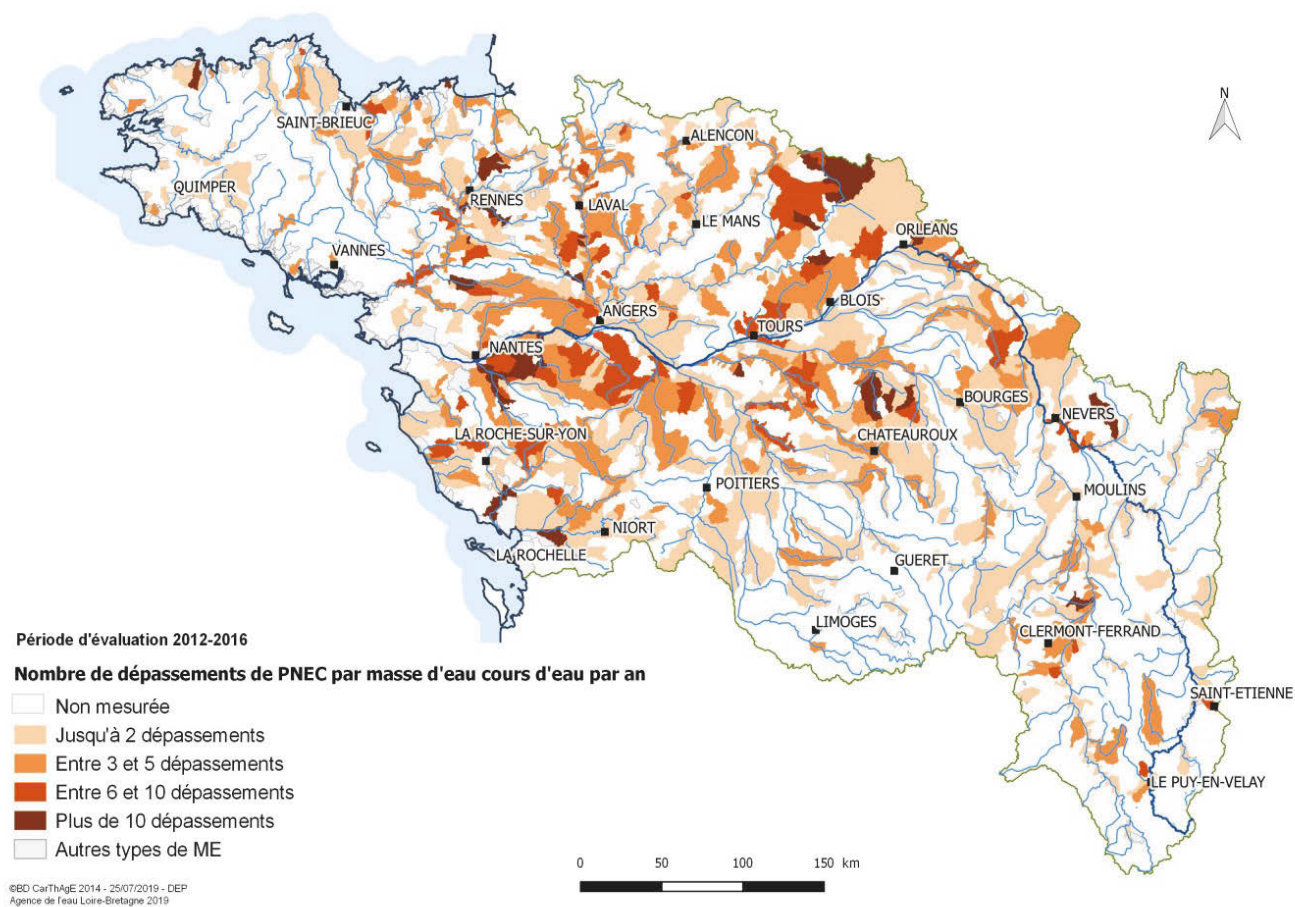 N
ALENCON
SAINT-BRIEUC
QUIMPER
RENNES
LAVAL
LE MANS
ORLEANS
VANNES
BLOIS
ANGERS
TOURS
NANTES
BOURGES
NEVERS
LA ROCHE-SUR-YON
CHATEAUROUX
POITIERS
MOULINS
NIORT
LA ROCHELLE
GUERET
LIMOGES
CLERMONT-FERRAND
SAINT-ETIENNE
LE PUY-EN-VELAY
Période d'évaluation 2012-2016
Nombre de dépassements de PNEC par masse d'eau cours d'eau par an
Non mesurée
Jusqu'à 2 dépassements
Entre 3 et 5 dépassements
Entre 6 et 10 dépassements
Plus de 10 dépassements
Autres types de ME
0 50 100 150 km
©BD CarThAgE 2014 - 25/07/2019 - DEP
Agence de l'eau Loire-Bretagne 2019